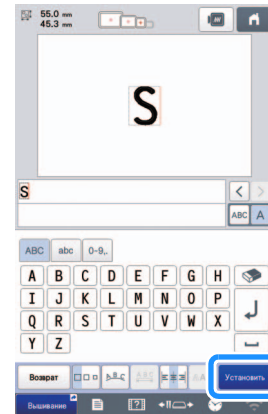 55.0 mm
45.3 mm
S
S
ABC A
ABC abc 0-9,.
A B C D E F G H
I J K L M N O P
Q R S T U V W X
Y Z
Возврат Установить
Вышивание